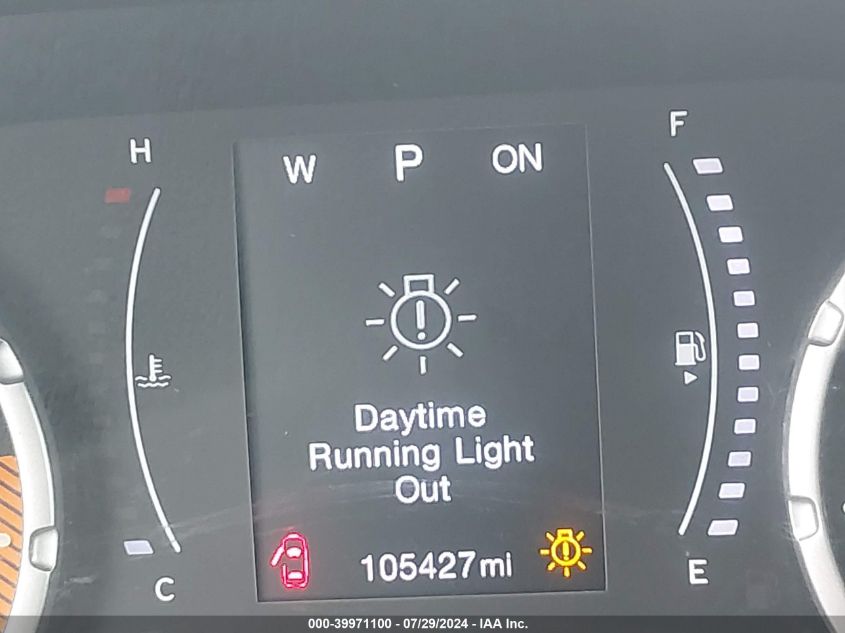 H
F
W P ON
Daytime
Running Light
Out
105427mi
C
E
000-39971100 - 07/29/2024 - IAA Inc.